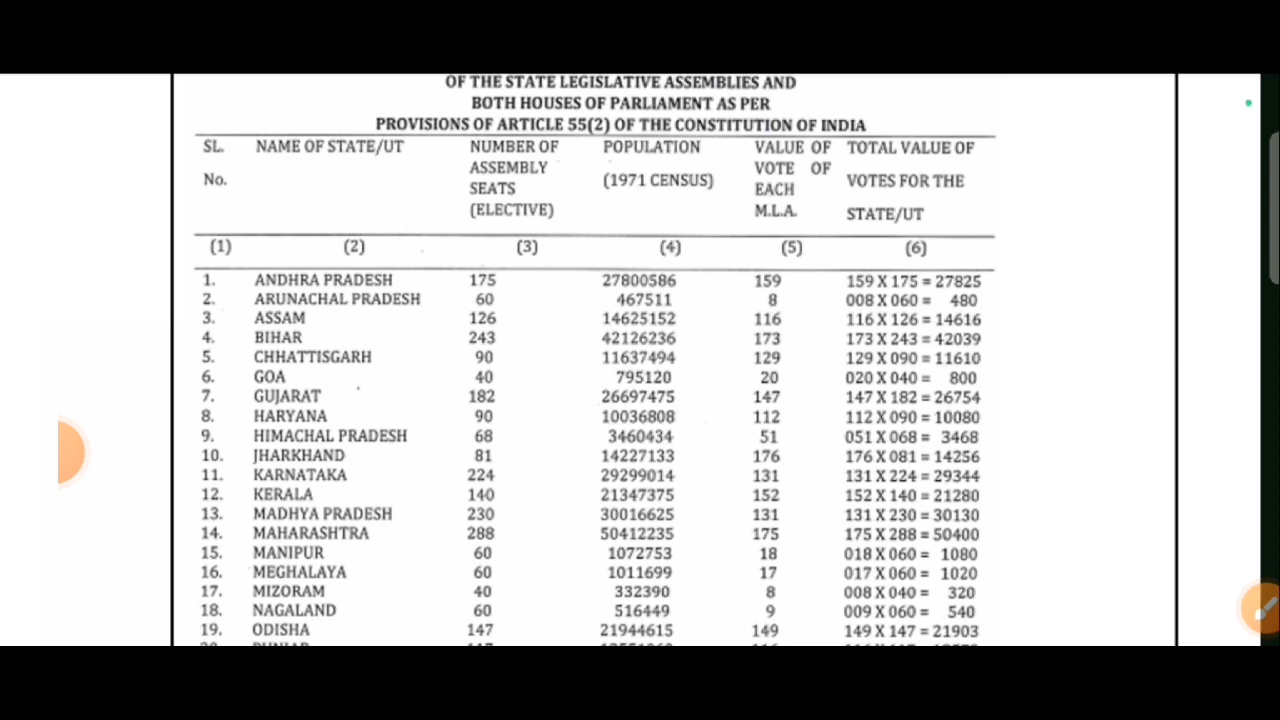 OF THE STATE LEGISLATIVE ASSEMBLIES AND
BOTH HOUSES OF PARLIAMENT AS PER
PROVISIONS OF ARTICLE 55(2) OF THE CONSTITUTION OF INDIA
SL. No. NAME OF STATE/UT NUMBER OF ASSEMBLY SEATS (ELECTIVE) POPULATION (1971 CENSUS) VALUE OF VOTE OF EACH M.L.A. TOTAL VALUE OF VOTES FOR THE STATE/UT
(1) (2) (3) (4) (5) (6)
1. ANDHRA PRADESH 175 27800586 159 159 X 175 = 27825
2. ARUNACHAL PRADESH 60 467511 8 008 X 060 = 480
3. ASSAM 126 14625152 116 116 X 126 = 14616
4. BIHAR 243 42126236 173 173 X 243 = 42039
5. CHHATTISGARH 90 11637494 129 129 X 090 = 11610
6. GOA 40 795120 20 020 X 040 = 800
7. GUJARAT 182 26697475 147 147 X 182 = 26754
8. HARYANA 90 10036808 112 112 X 090 = 10080
9. HIMACHAL PRADESH 68 3460434 51 051 X 068 = 3468
10. JHARKHAND 81 14227133 176 176 X 081 = 14256
11. KARNATAKA 224 29299014 131 131 X 224 = 29344
12. KERALA 140 21347375 152 152 X 140 = 21280
13. MADHYA PRADESH 230 30016625 131 131 X 230 = 30130
14. MAHARASHTRA 288 50412235 175 175 X 288 = 50400
15. MANIPUR 60 1072753 18 018 X 060 = 1080
16. MEGHALAYA 60 1011699 17 017 X 060 = 1020
17. MIZORAM 40 332390 8 008 X 040 = 320
18. NAGALAND 60 516449 9 009 X 060 = 540
19. ODISHA 147 21944615 149 149 X 147 = 21903